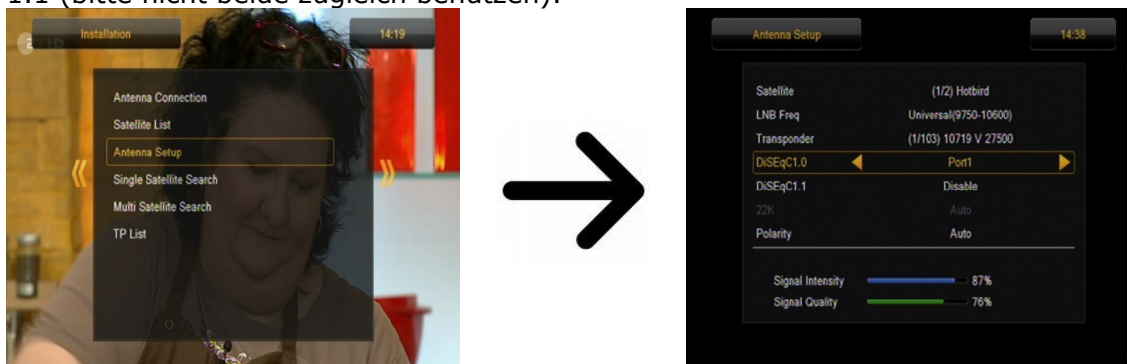 1.1 (bitte nicht beide zugleich benutzen):
Installation 14:19
Antenna Connection
Satellite List
Antenna Setup
Single Satellite Search
Multi Satellite Search
TP List
Antenna Setup 14:38
Satellite (1/2) Hotbird
LNB Freq Universal(9750-10600)
Transponder (1/103) 10719 V 27500
DiSEqC1.0 Port1
DiSEqC1.1 Disable
22K Auto
Polarity Auto
Signal Intensity 87%
Signal Quality 76%